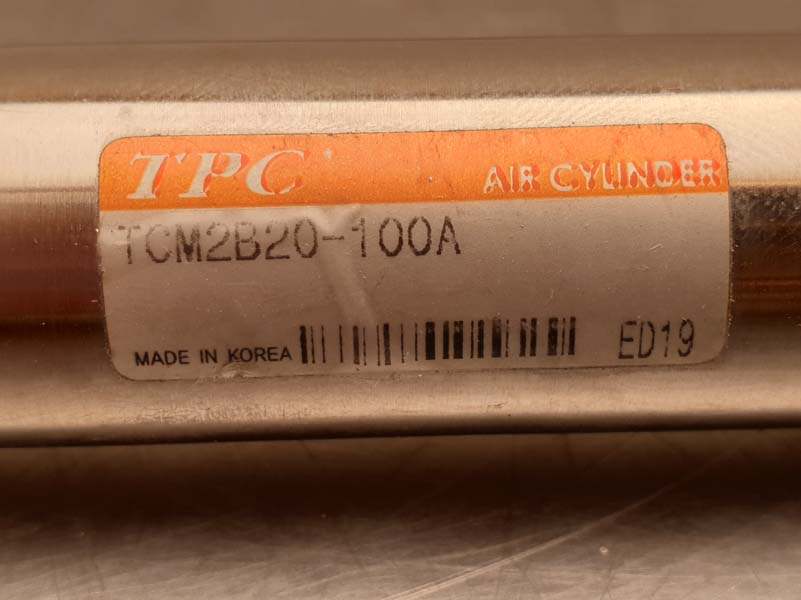 TPC AIR CYLINDER
TCM2B20-100A
MADE IN KOREA ED19